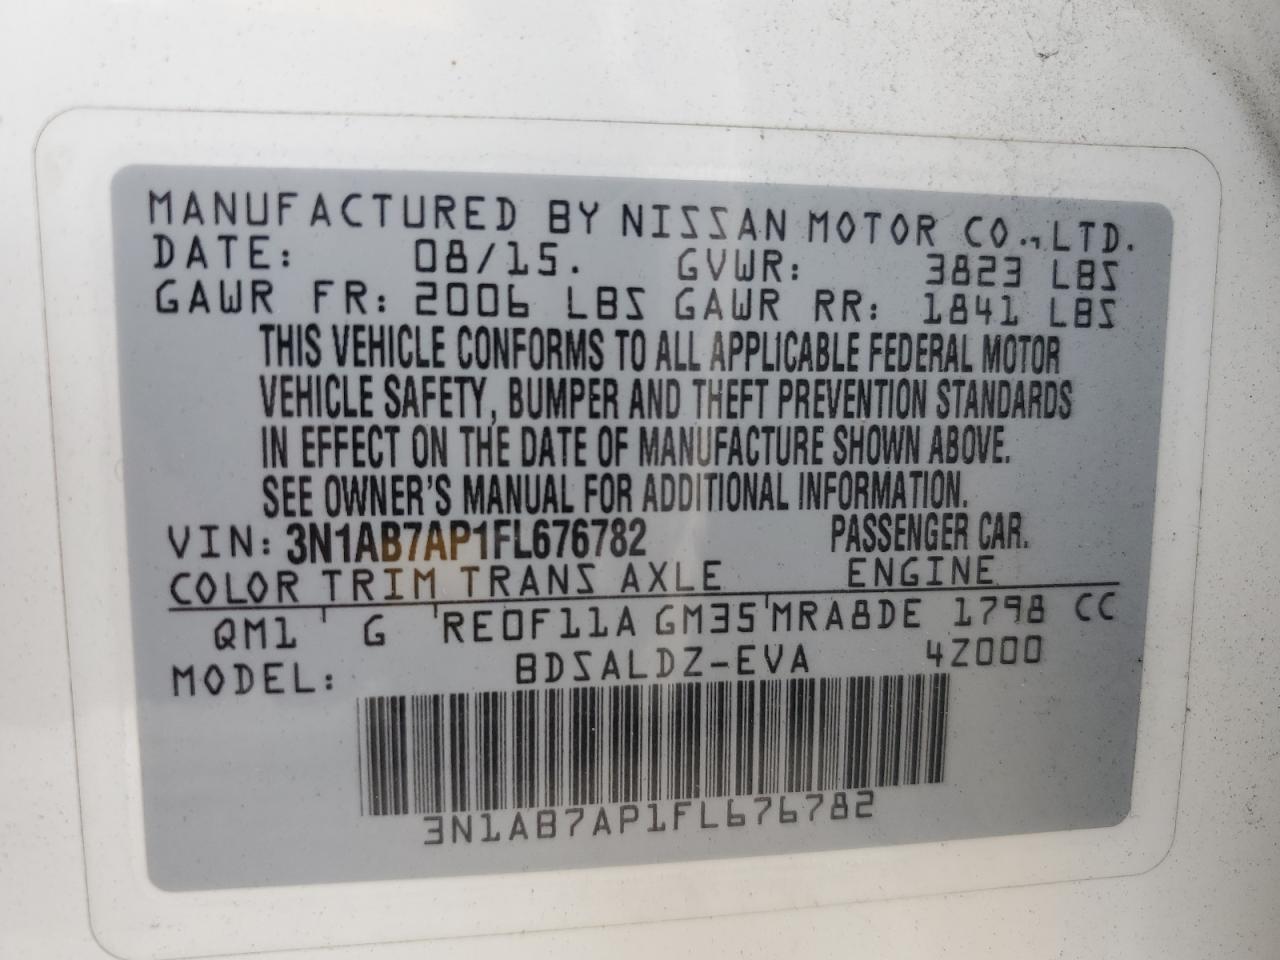 MANUFACTURED BY NISSAN MOTOR CO., LTD.
DATE: 08/15. GVWR: 3823 LBS
GAWR FR: 2006 LBS GAWR RR: 1841 LBS
THIS VEHICLE CONFORMS TO ALL APPLICABLE FEDERAL MOTOR
VEHICLE SAFETY, BUMPER AND THEFT PREVENTION STANDARDS
IN EFFECT ON THE DATE OF MANUFACTURE SHOWN ABOVE.
SEE OWNER'S MANUAL FOR ADDITIONAL INFORMATION.
VIN: 3N1AB7AP1FL676782 PASSENGER CAR.
COLOR TRIM TRANS AXLE ENGINE
QM1 G RE0F11A GM35 MRA8DE 1798 CC
MODEL: BDSALDZ-EVA 4Z000
3N1AB7AP1FL676782